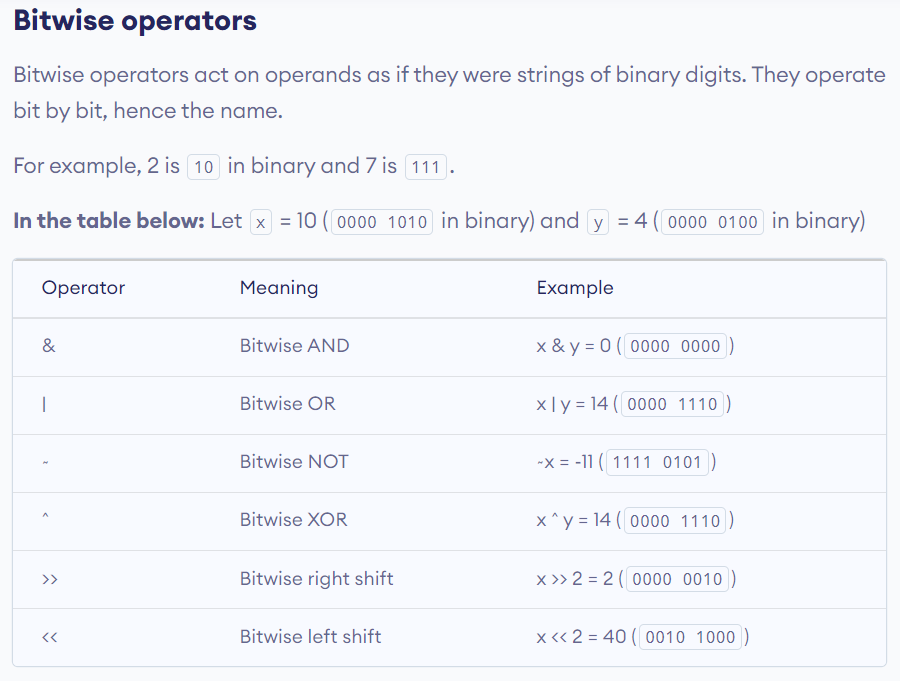 Bitwise operators
Bitwise operators act on operands as if they were strings of binary digits. They operate
bit by bit, hence the name.
For example, 2 is 10 in binary and 7 is 111.
In the table below: Let x = 10 (0000 1010 in binary) and y = 4 (0000 0100 in binary)
Operator Meaning Example
& Bitwise AND x & y = 0 (0000 0000)
| Bitwise OR x | y = 14 (0000 1110)
~ Bitwise NOT ~x = -11 (1111 0101)
^ Bitwise XOR x ^ y = 14 (0000 1110)
>> Bitwise right shift x >> 2 = 2 (0000 0010)
<< Bitwise left shift x << 2 = 40 (0010 1000)